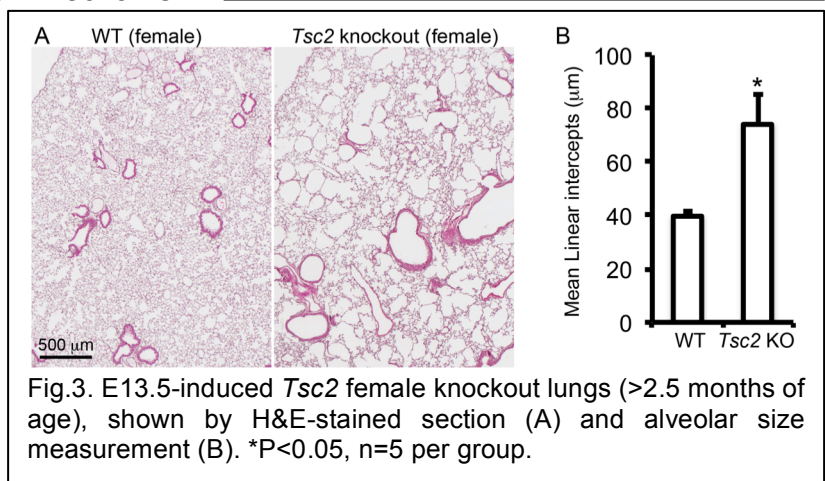 A
WT (female)
Tsc2 knockout (female)
500 μm
B
Mean Linear intercepts (μm)
100
80
60
40
20
0
*
WT
Tsc2 KO
Fig.3. E13.5-induced Tsc2 female knockout lungs (>2.5 months of
age), shown by H&E-stained section (A) and alveolar size
measurement (B). *P<0.05, n=5 per group.